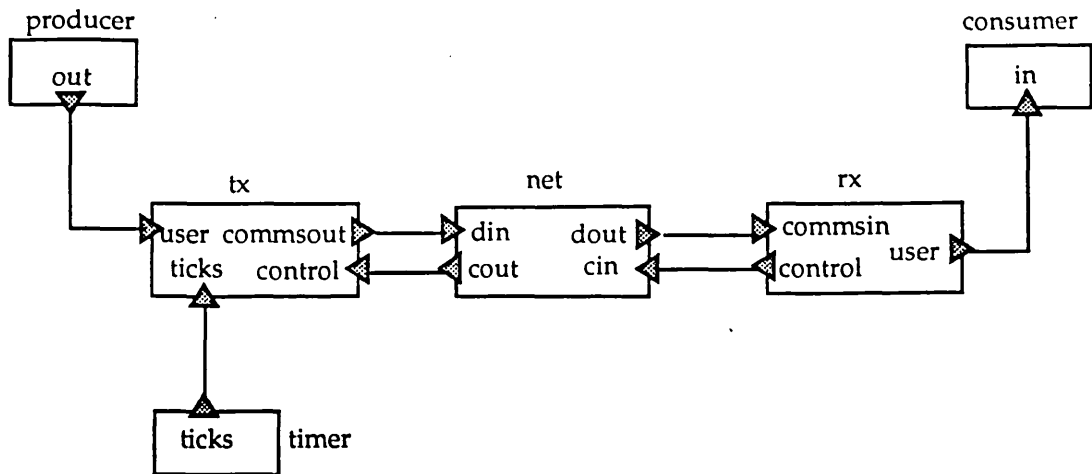 producer
consumer
out
in
tx
net
rx
user commsout
din
dout
commsin
ticks
control
cout
cin
control
user
ticks
timer